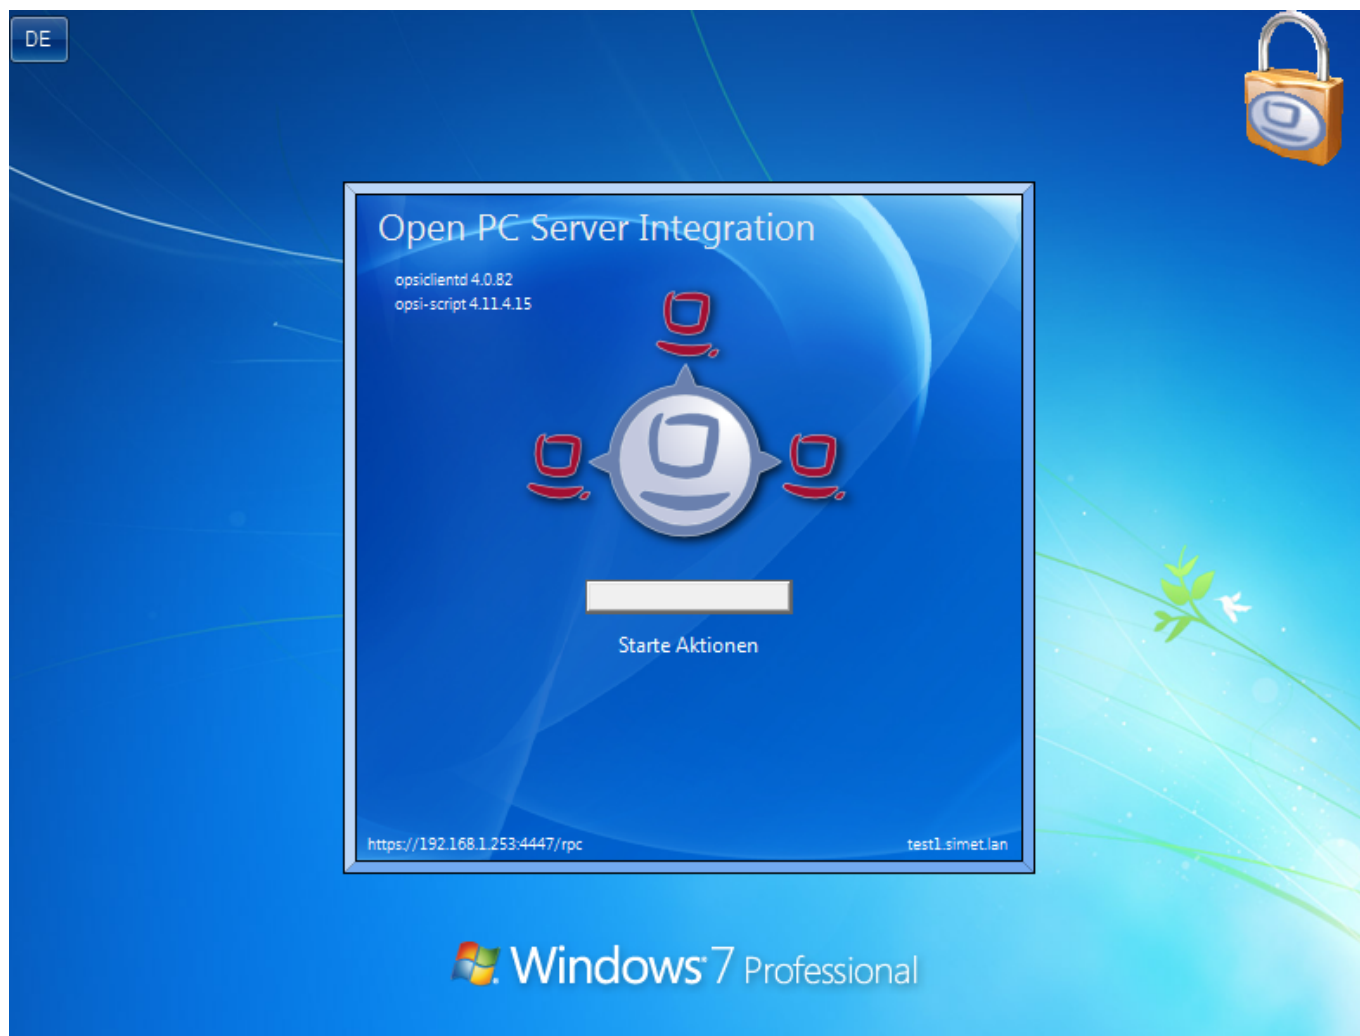 DE
Open PC Server Integration
opsiclientd 4.0.82
opsi-script 4.11.4.15
Starte Aktionen
https://192.168.1.253:4447/rpc
test1.simet.lan
Windows 7 Professional